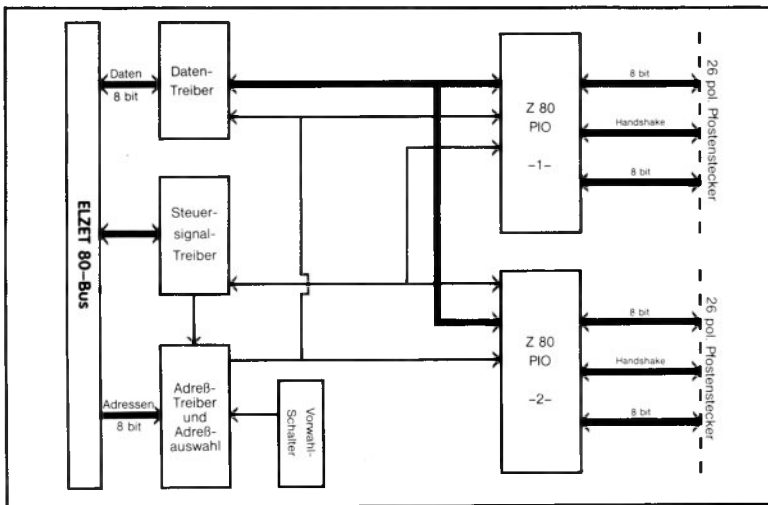 ELZET 80-Bus
Daten
8 bit
Daten-
Treiber
Steuer-
signal-
Treiber
Adressen
8 bit
Adreß-
Treiber
und
Adreß-
auswahl
Vorwahl-
Schalter
Z 80
PIO
-1-
8 bit
Handshake
8 bit
26 pol. Pfostenstecker
Z 80
PIO
-2-
8 bit
Handshake
8 bit
26 pol. Pfostenstecker